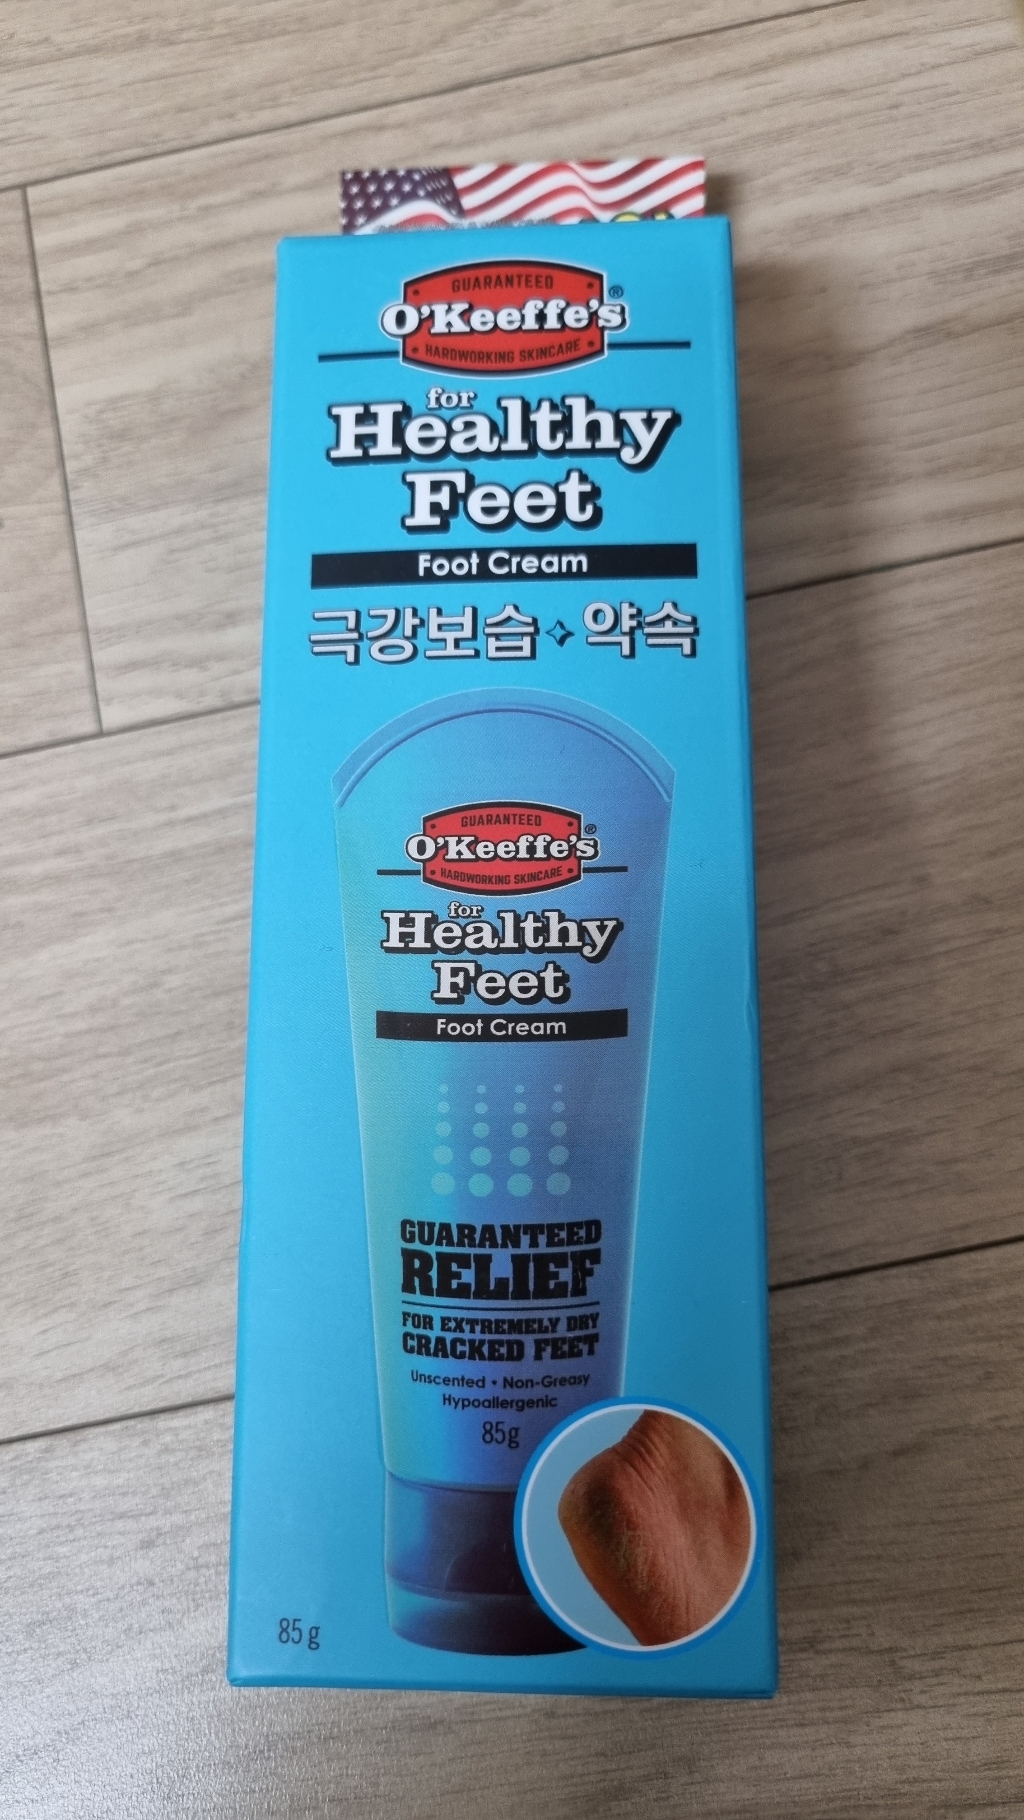 GUARANTEED
O'Keeffe's®
HARDWORKING SKINCARE
for
Healthy
Feet
Foot Cream
극강보습✧약속
GUARANTEED
O'Keeffe's®
HARDWORKING SKINCARE
for
Healthy
Feet
Foot Cream
GUARANTEED
RELIEF
FOR EXTREMELY DRY
CRACKED FEET
Unscented • Non-Greasy
Hypoallergenic
85g
85 g